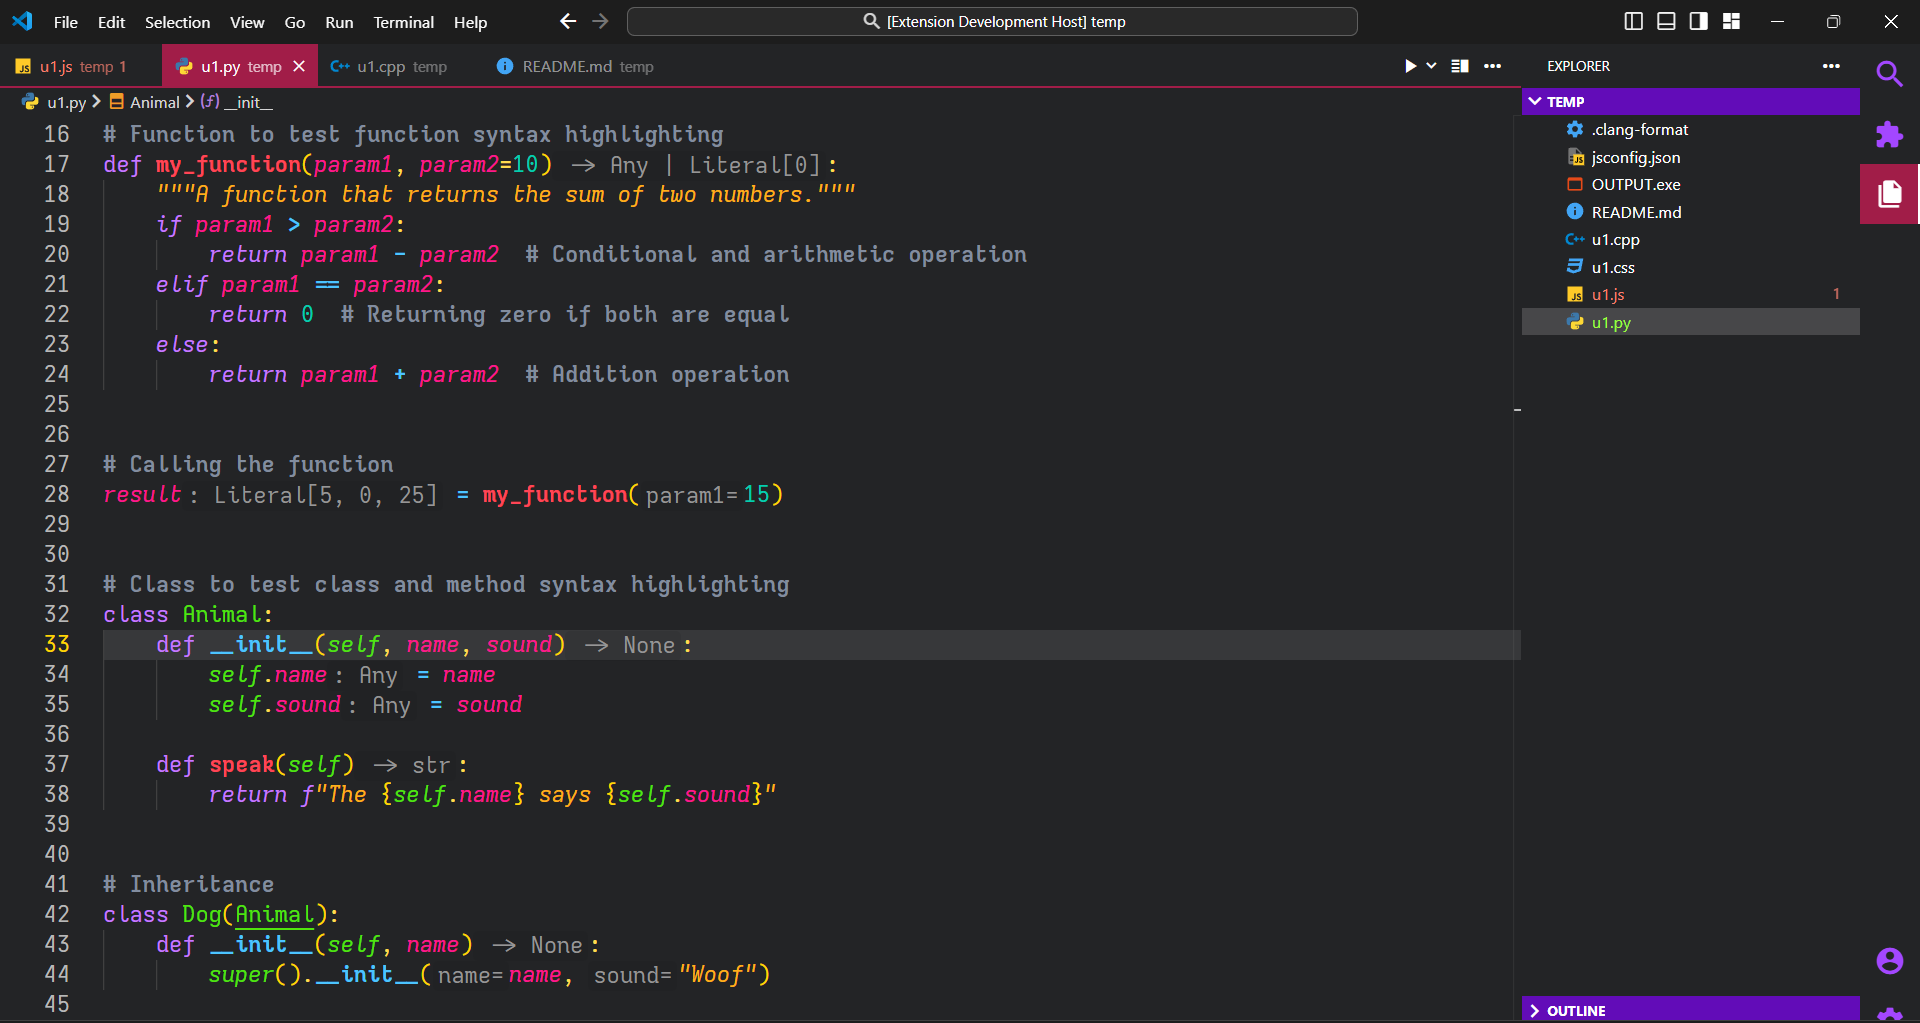 File Edit Selection View Go Run Terminal Help
[Extension Development Host] temp
u1.js temp 1
u1.py temp
u1.cpp temp
README.md temp
u1.py > Animal > (f) __init__
16 # Function to test function syntax highlighting
17 def my_function(param1, param2=10) -> Any | Literal[0]:
18 """A function that returns the sum of two numbers."""
19 if param1 > param2:
20 return param1 - param2 # Conditional and arithmetic operation
21 elif param1 == param2:
22 return 0 # Returning zero if both are equal
23 else:
24 return param1 + param2 # Addition operation
25
26
27 # Calling the function
28 result: Literal[5, 0, 25] = my_function(param1=15)
29
30
31 # Class to test class and method syntax highlighting
32 class Animal:
33 def __init__(self, name, sound) -> None:
34 self.name: Any = name
35 self.sound: Any = sound
36
37 def speak(self) -> str:
38 return f"The {self.name} says {self.sound}"
39
40
41 # Inheritance
42 class Dog(Animal):
43 def __init__(self, name) -> None:
44 super().__init__(name=name, sound="Woof")
45
EXPLORER
TEMP
.clang-format
jsconfig.json
OUTPUT.exe
README.md
u1.cpp
u1.css
u1.js 1
u1.py
OUTLINE